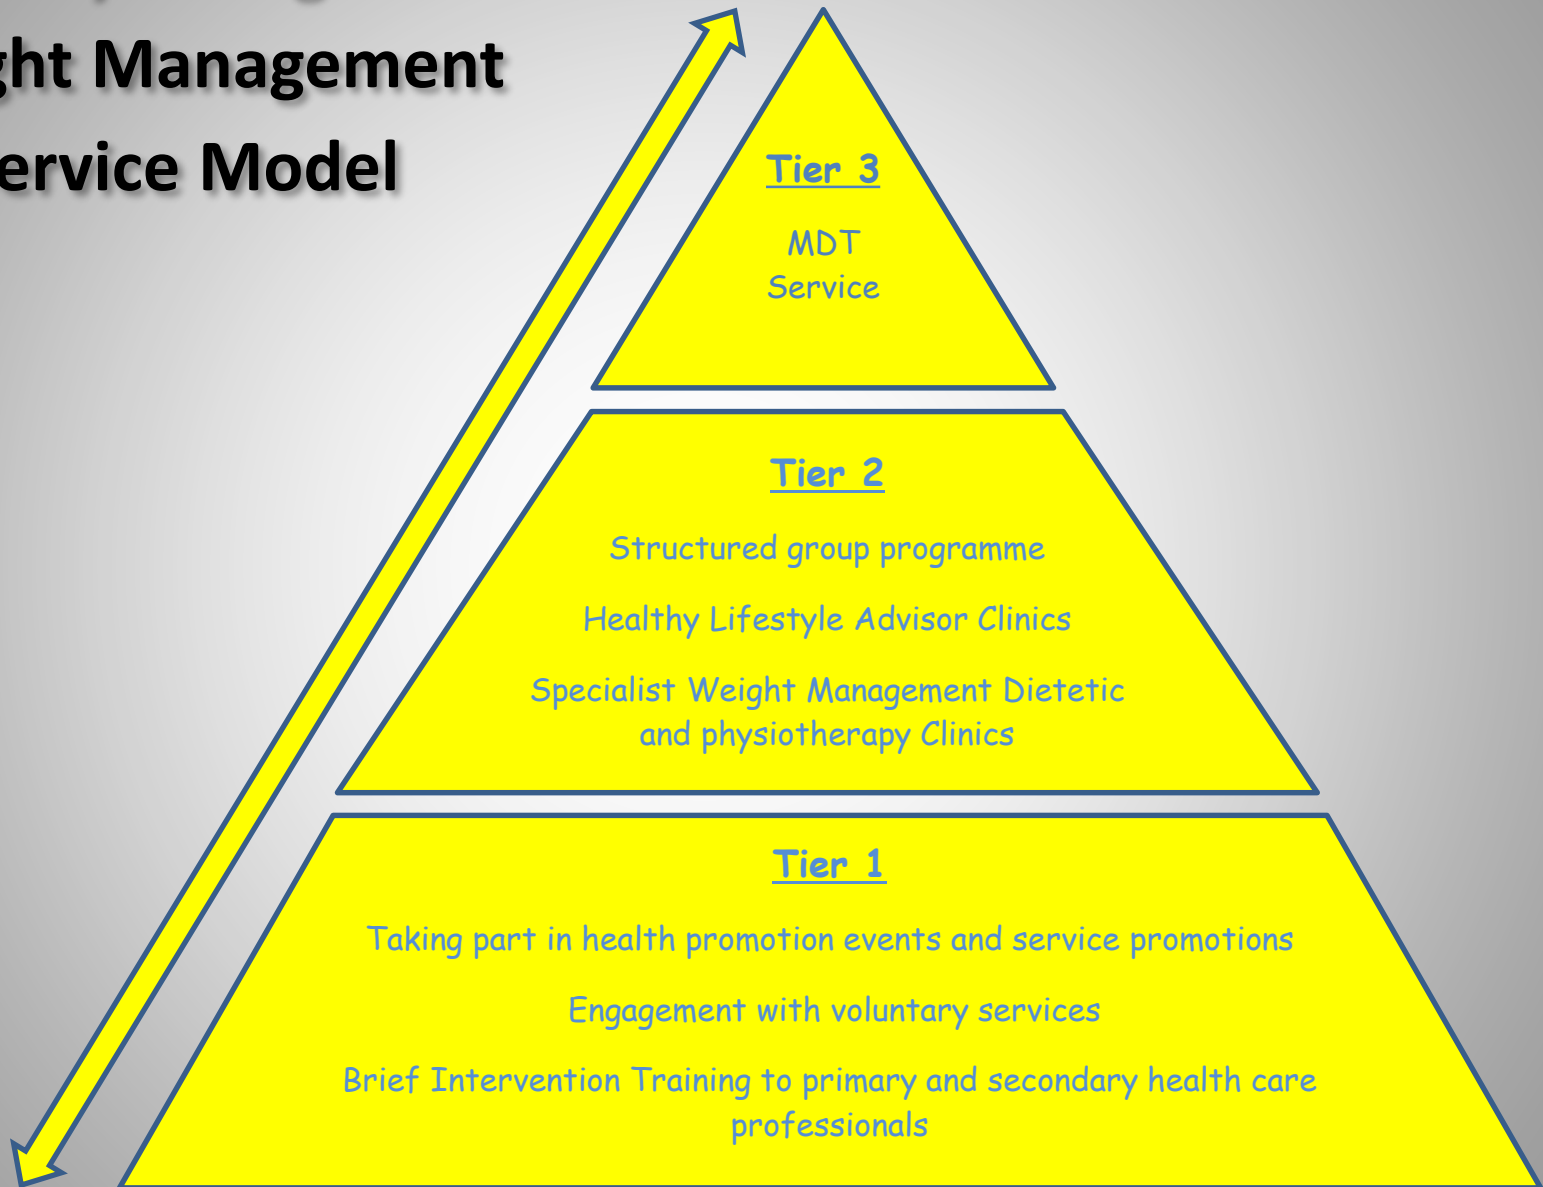 ght Management
ervice Model
Tier 3
MDT
Service
Tier 2
Structured group programme
Healthy Lifestyle Advisor Clinics
Specialist Weight Management Dietetic
and physiotherapy Clinics
Tier 1
Taking part in health promotion events and service promotions
Engagement with voluntary services
Brief Intervention Training to primary and secondary health care
professionals